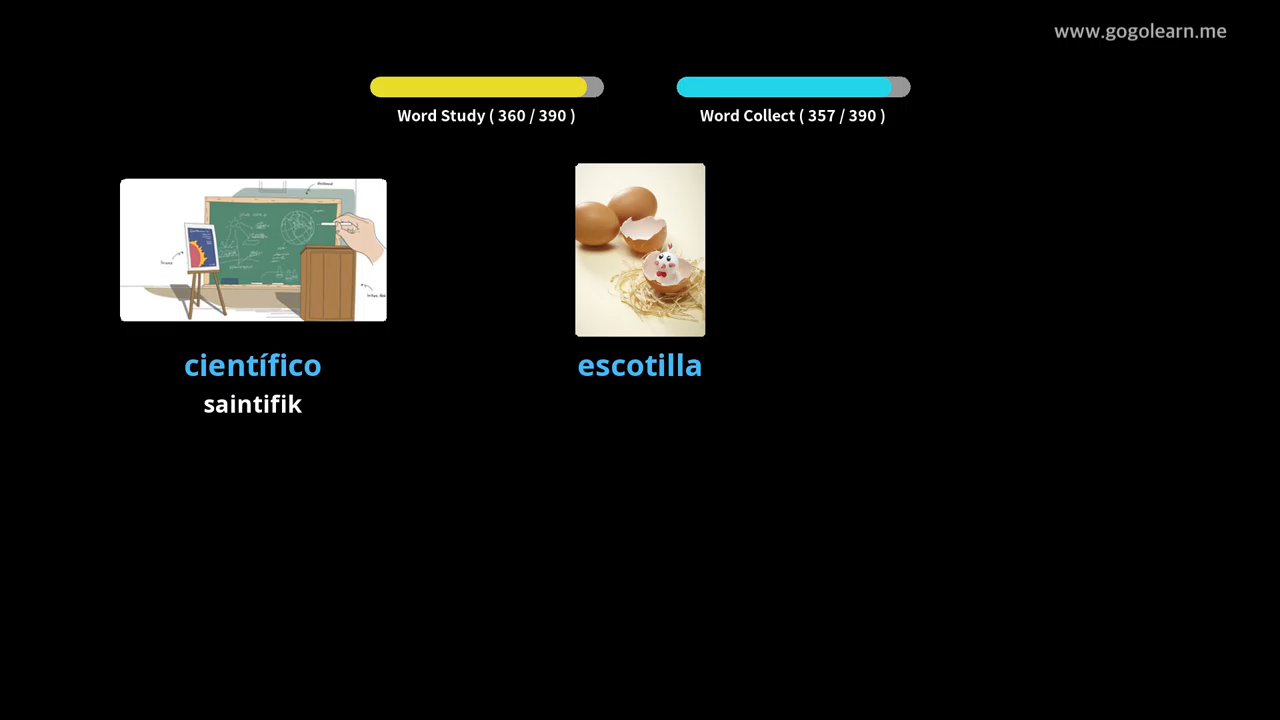 www.gogolearn.me
Word Study ( 360 / 390 )
Word Collect ( 357 / 390 )
científico
saintifik
escotilla